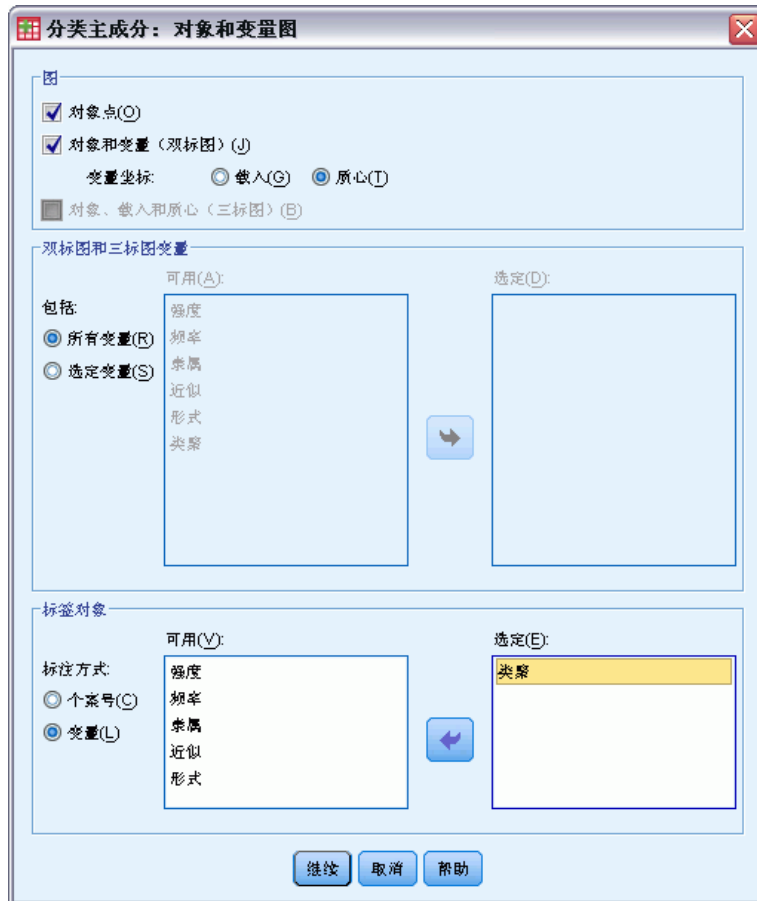 分类主成分：对象和变量图
图
对象点(O)
对象和变量（双标图）(J)
变量坐标: 载入(G) 质心(T)
对象、载入和质心（三标图）(B)
双标图和三标图变量
可用(A): 选定(D):
包括:
所有变量(R)
选定变量(S)
强度
频率
隶属
近似
形式
类聚
标签对象
可用(V): 选定(E):
标注方式:
个案号(C)
变量(L)
强度
频率
隶属
近似
形式
类聚
继续 取消 帮助